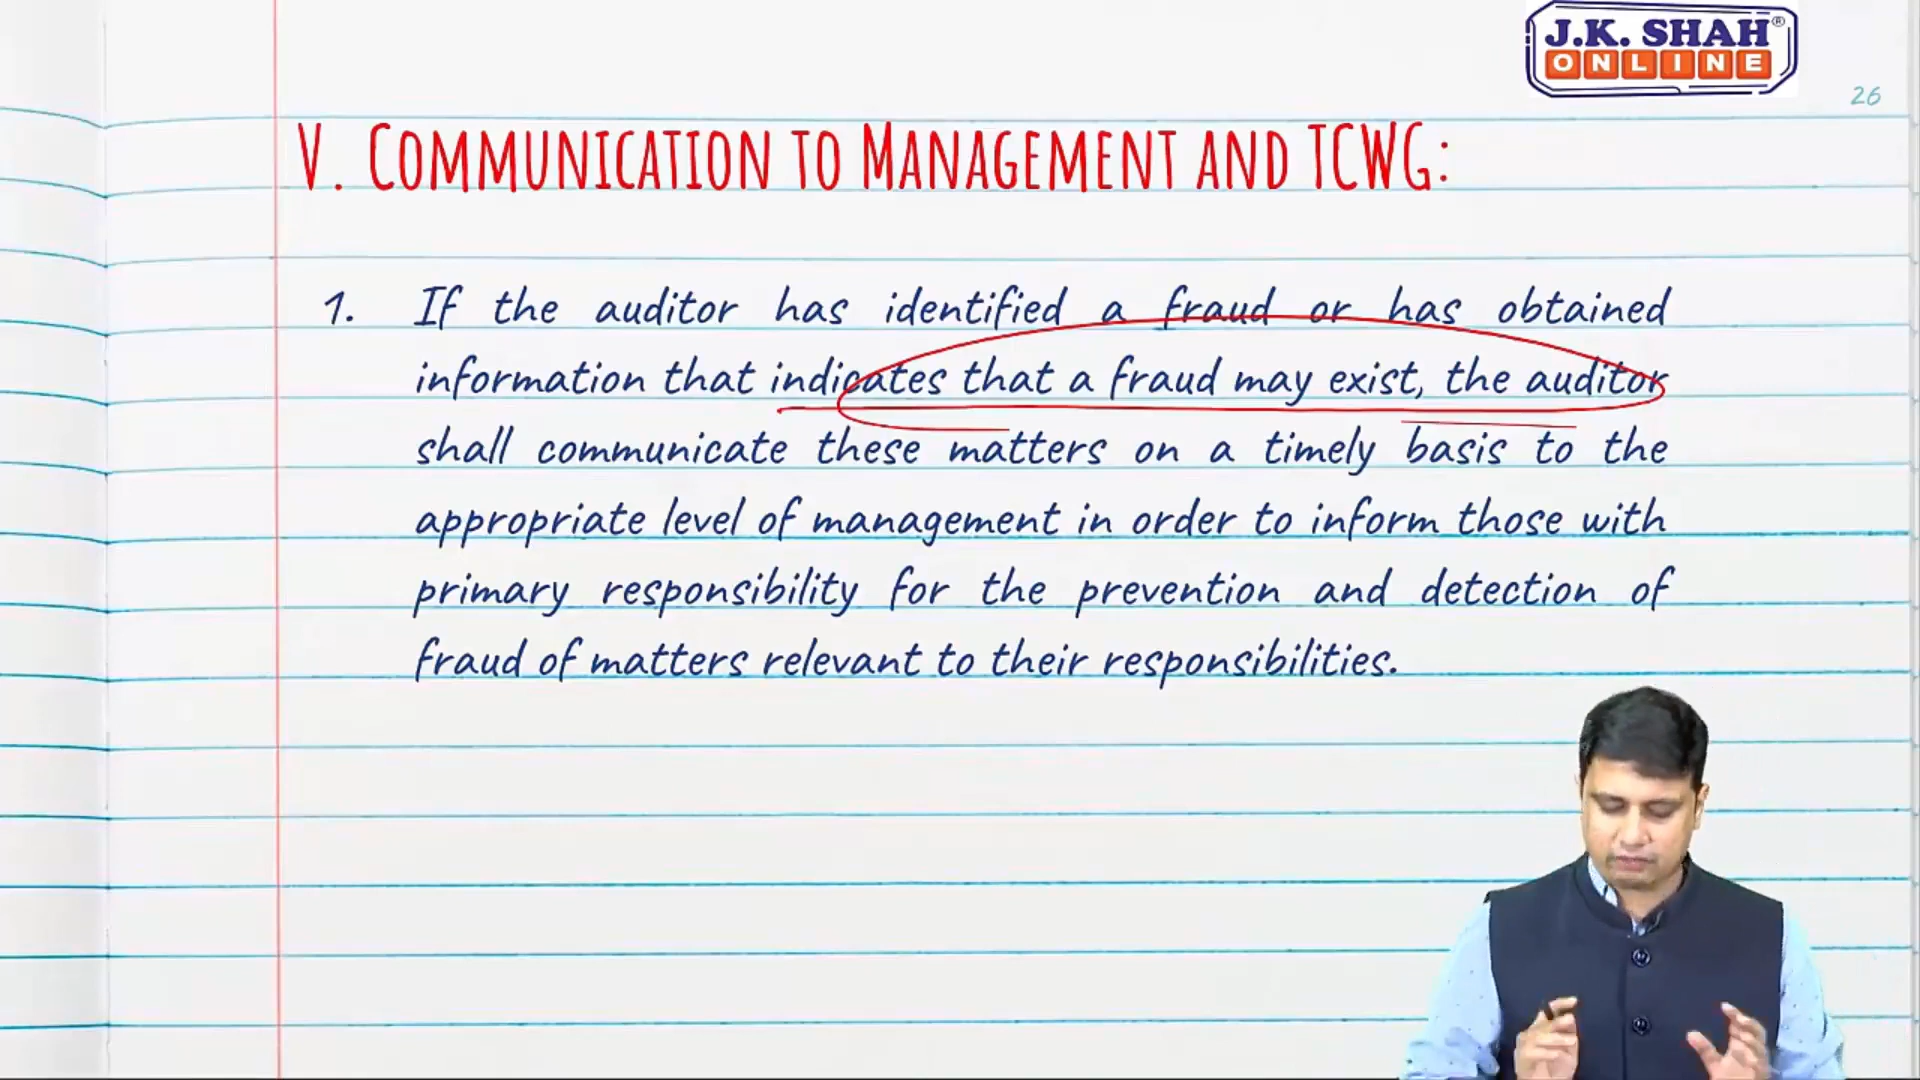 J.K. SHAH®
ONLINE
26
V. COMMUNICATION TO MANAGEMENT AND TCWG:
1. If the auditor has identified a fraud or has obtained
information that indicates that a fraud may exist, the auditor
shall communicate these matters on a timely basis to the
appropriate level of management in order to inform those with
primary responsibility for the prevention and detection of
fraud of matters relevant to their responsibilities.